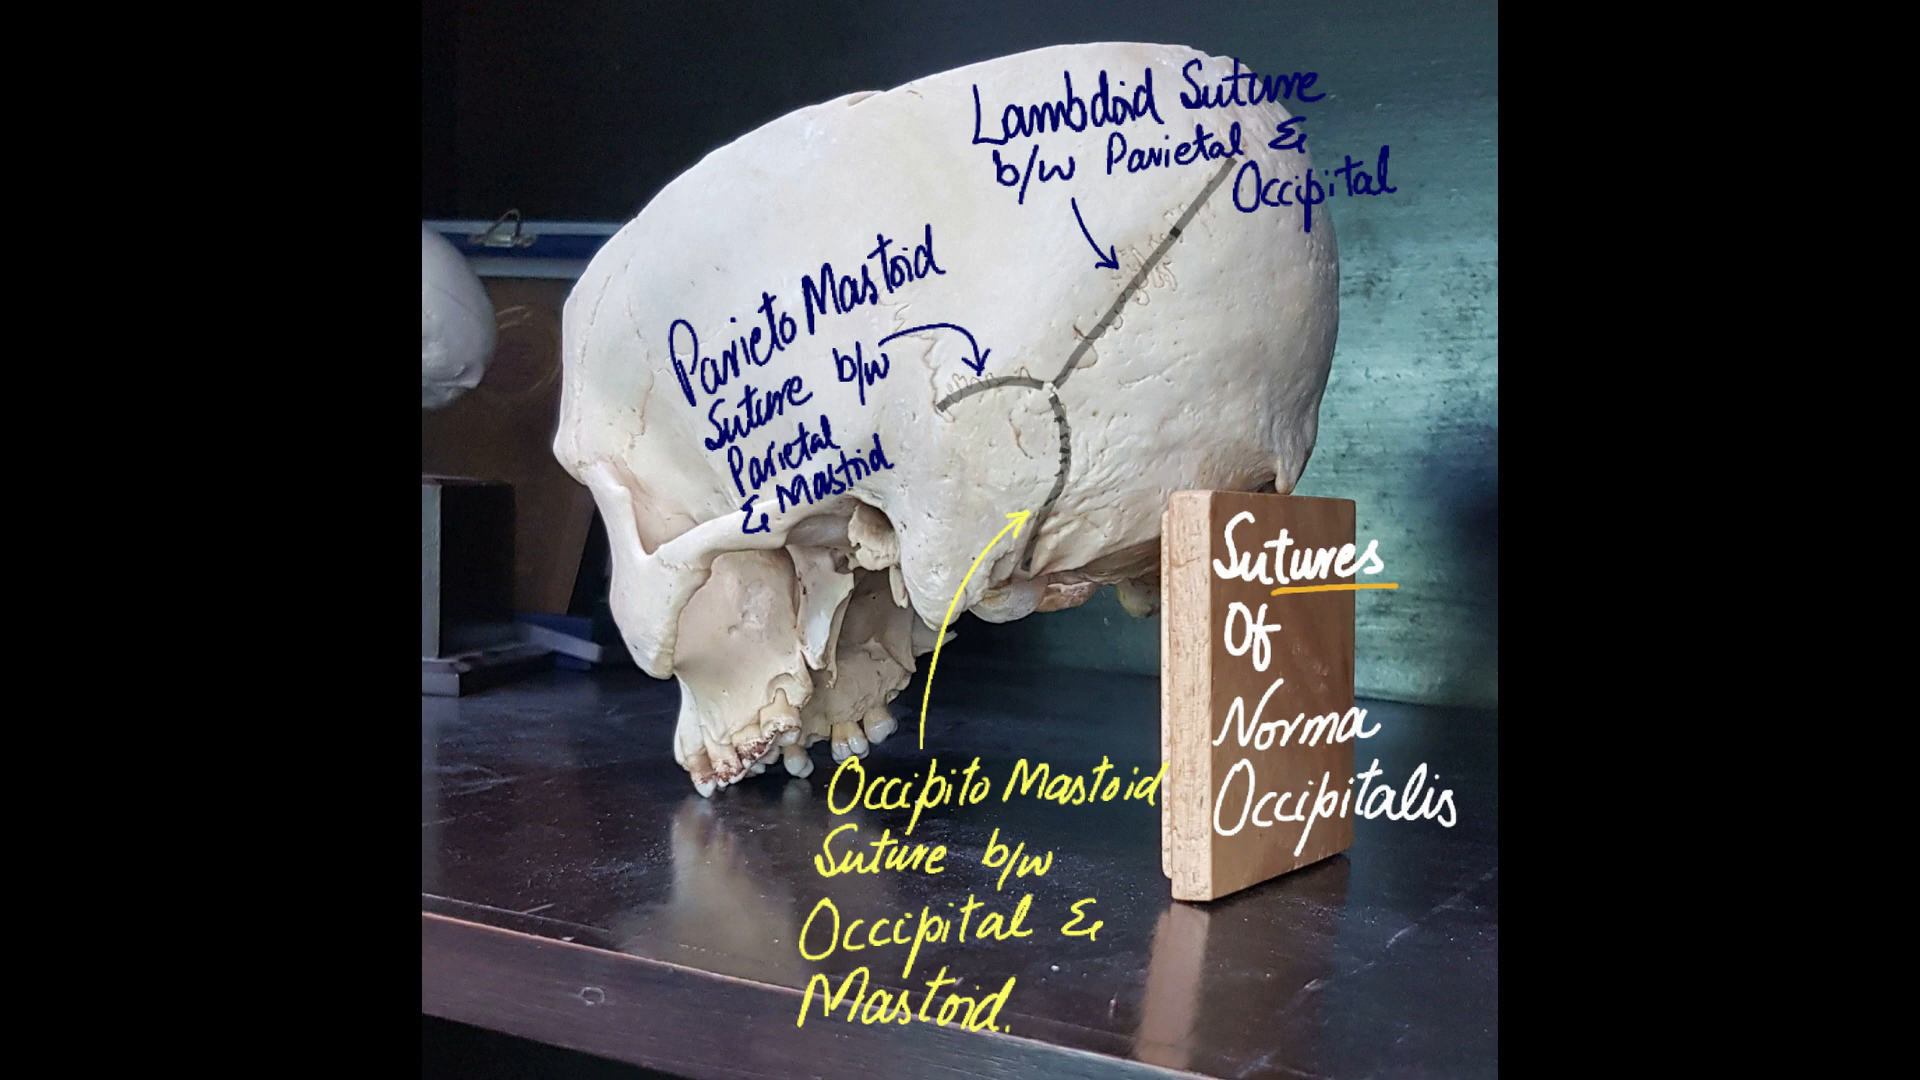 Lambdoid Suture
b/w Parietal &
Occipital
Parieto Mastoid
Suture b/w
Parietal
& Mastoid
Occipito Mastoid
Suture b/w
Occipital &
Mastoid.
Sutures
Of
Norma
Occipitalis